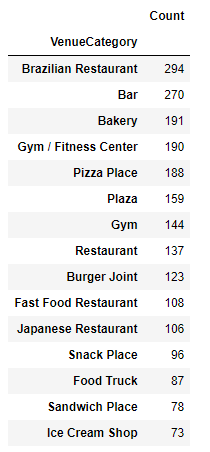 Count
VenueCategory
Brazilian Restaurant 294
Bar 270
Bakery 191
Gym / Fitness Center 190
Pizza Place 188
Plaza 159
Gym 144
Restaurant 137
Burger Joint 123
Fast Food Restaurant 108
Japanese Restaurant 106
Snack Place 96
Food Truck 87
Sandwich Place 78
Ice Cream Shop 73